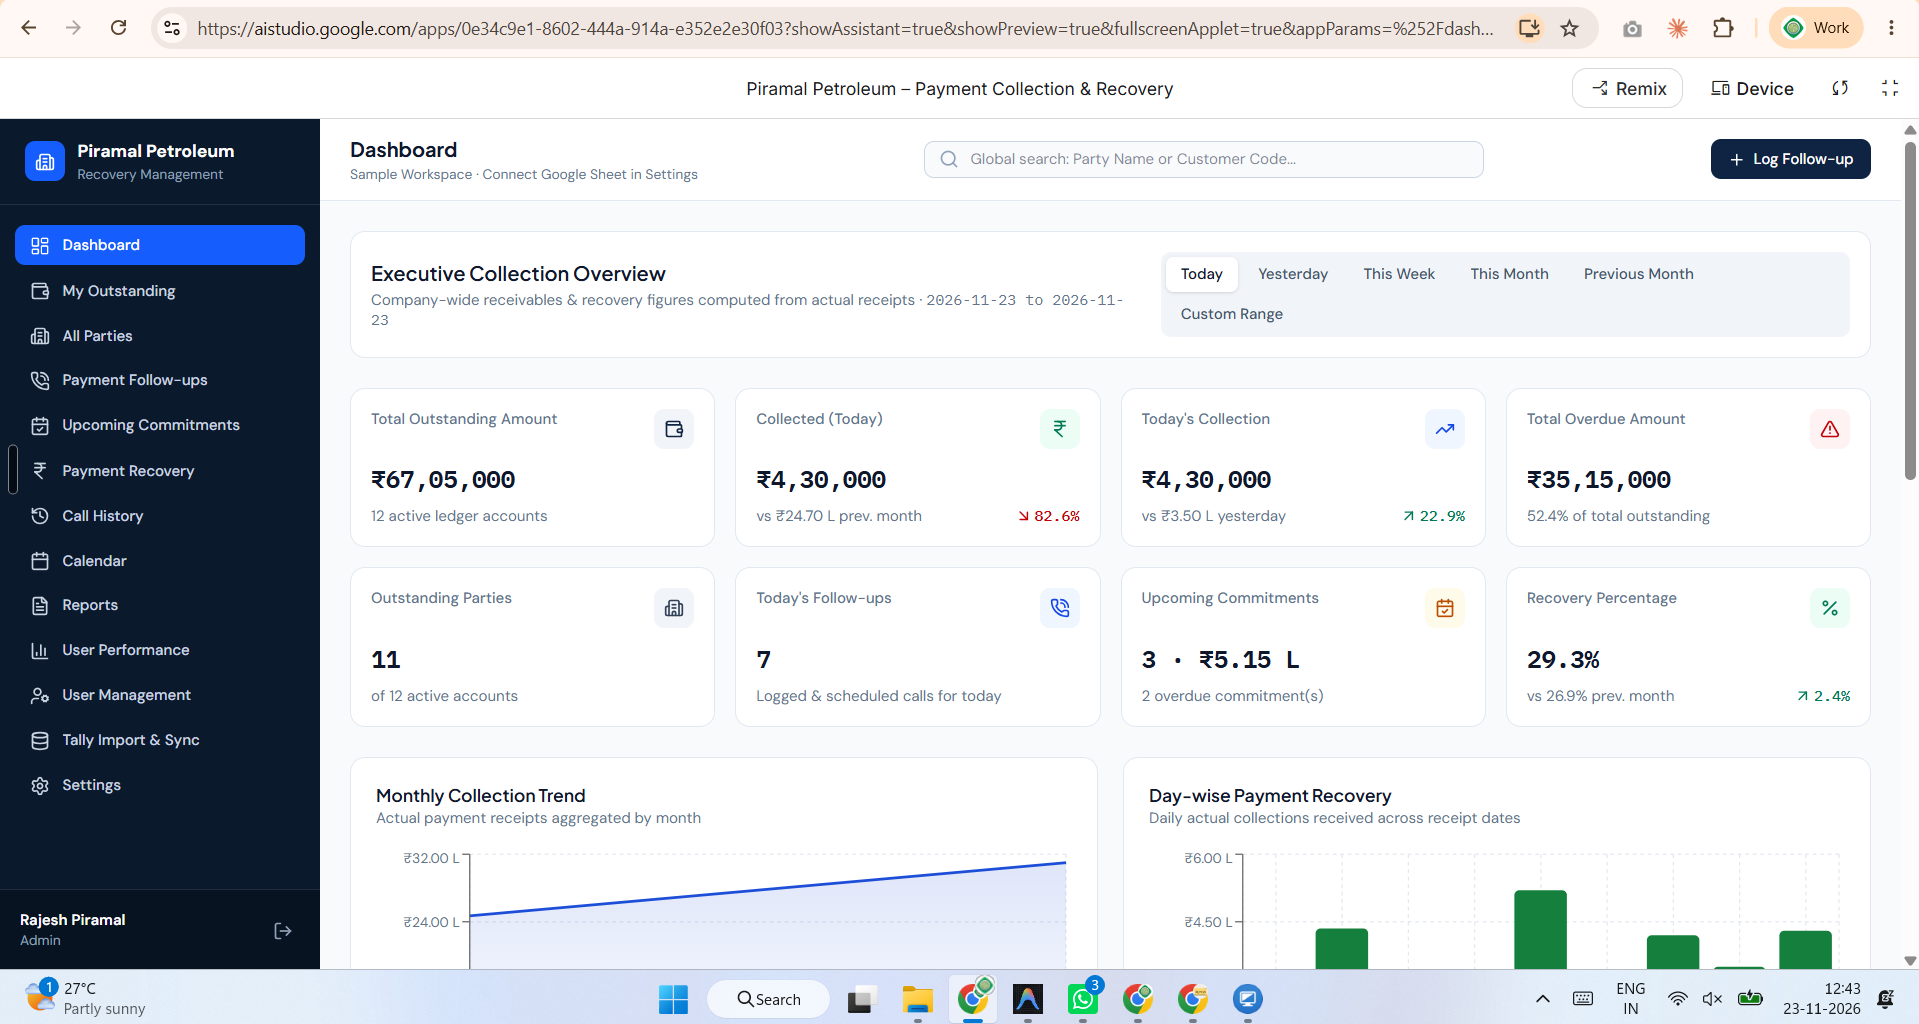 https://aistudio.google.com/apps/0e34c9e1-8602-444a-914a-e352e2e30f03?showAssistant=true&showPreview=true&fullscreenApplet=true&appParams=%252Fdash...
Work
Piramal Petroleum – Payment Collection & Recovery
Remix
Device
Piramal Petroleum
Recovery Management
Dashboard
My Outstanding
All Parties
Payment Follow-ups
Upcoming Commitments
Payment Recovery
Call History
Calendar
Reports
User Performance
User Management
Tally Import & Sync
Settings
Rajesh Piramal
Admin
Dashboard
Sample Workspace · Connect Google Sheet in Settings
Global search: Party Name or Customer Code...
+ Log Follow-up
Executive Collection Overview
Company-wide receivables & recovery figures computed from actual receipts · 2026-11-23 to 2026-11-
23
Today Yesterday This Week This Month Previous Month
Custom Range
Total Outstanding Amount
₹67,05,000
12 active ledger accounts
Collected (Today)
₹
₹4,30,000
vs ₹24.70 L prev. month 82.6%
Today's Collection
₹4,30,000
vs ₹3.50 L yesterday 22.9%
Total Overdue Amount
₹35,15,000
52.4% of total outstanding
Outstanding Parties
11
of 12 active accounts
Today's Follow-ups
7
Logged & scheduled calls for today
Upcoming Commitments
3 · ₹5.15 L
2 overdue commitment(s)
Recovery Percentage
%
29.3%
vs 26.9% prev. month 2.4%
Monthly Collection Trend
Actual payment receipts aggregated by month
₹32.00 L
₹24.00 L
Day-wise Payment Recovery
Daily actual collections received across receipt dates
₹6.00 L
₹4.50 L
1
27°C
Partly sunny
Search
3
ENG
IN
12:43
23-11-2026